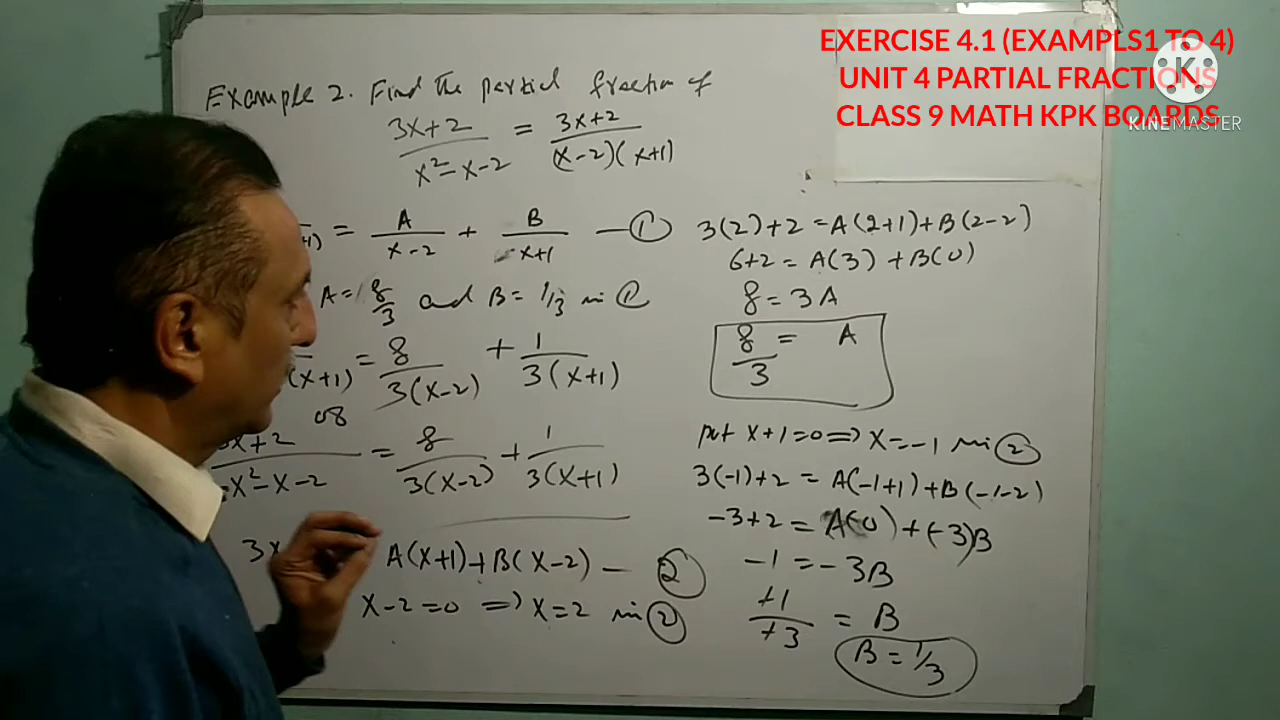 EXERCISE 4.1 (EXAMPLS1 TO 4)
UNIT 4 PARTIAL FRACTIONS
CLASS 9 MATH KPK BOARDS
KINEMASTER
Example 2. Find the partial fraction of
3x+2 / x²-x-2 = 3x+2 / (x-2)(x+1)
+1) = A / x-2 + B / x+1 — ①
A = 8/3 and B = 1/3 in ①
(x+1) = 8 / 3(x-2) + 1 / 3(x+1)
or
3x+2 / x²-x-2 = 8 / 3(x-2) + 1 / 3(x+1)
3x A(x+1)+B(x-2) — ②
x-2=0 => x=2 in ②
3(2)+2 = A(2+1)+B(2-2)
6+2 = A(3)+B(0)
8 = 3A
8/3 = A
put x+1=0 => x=-1 in ②
3(-1)+2 = A(-1+1)+B(-1-2)
-3+2 = A(0)+(-3)B
-1 = -3B
+1/+3 = B
B = 1/3